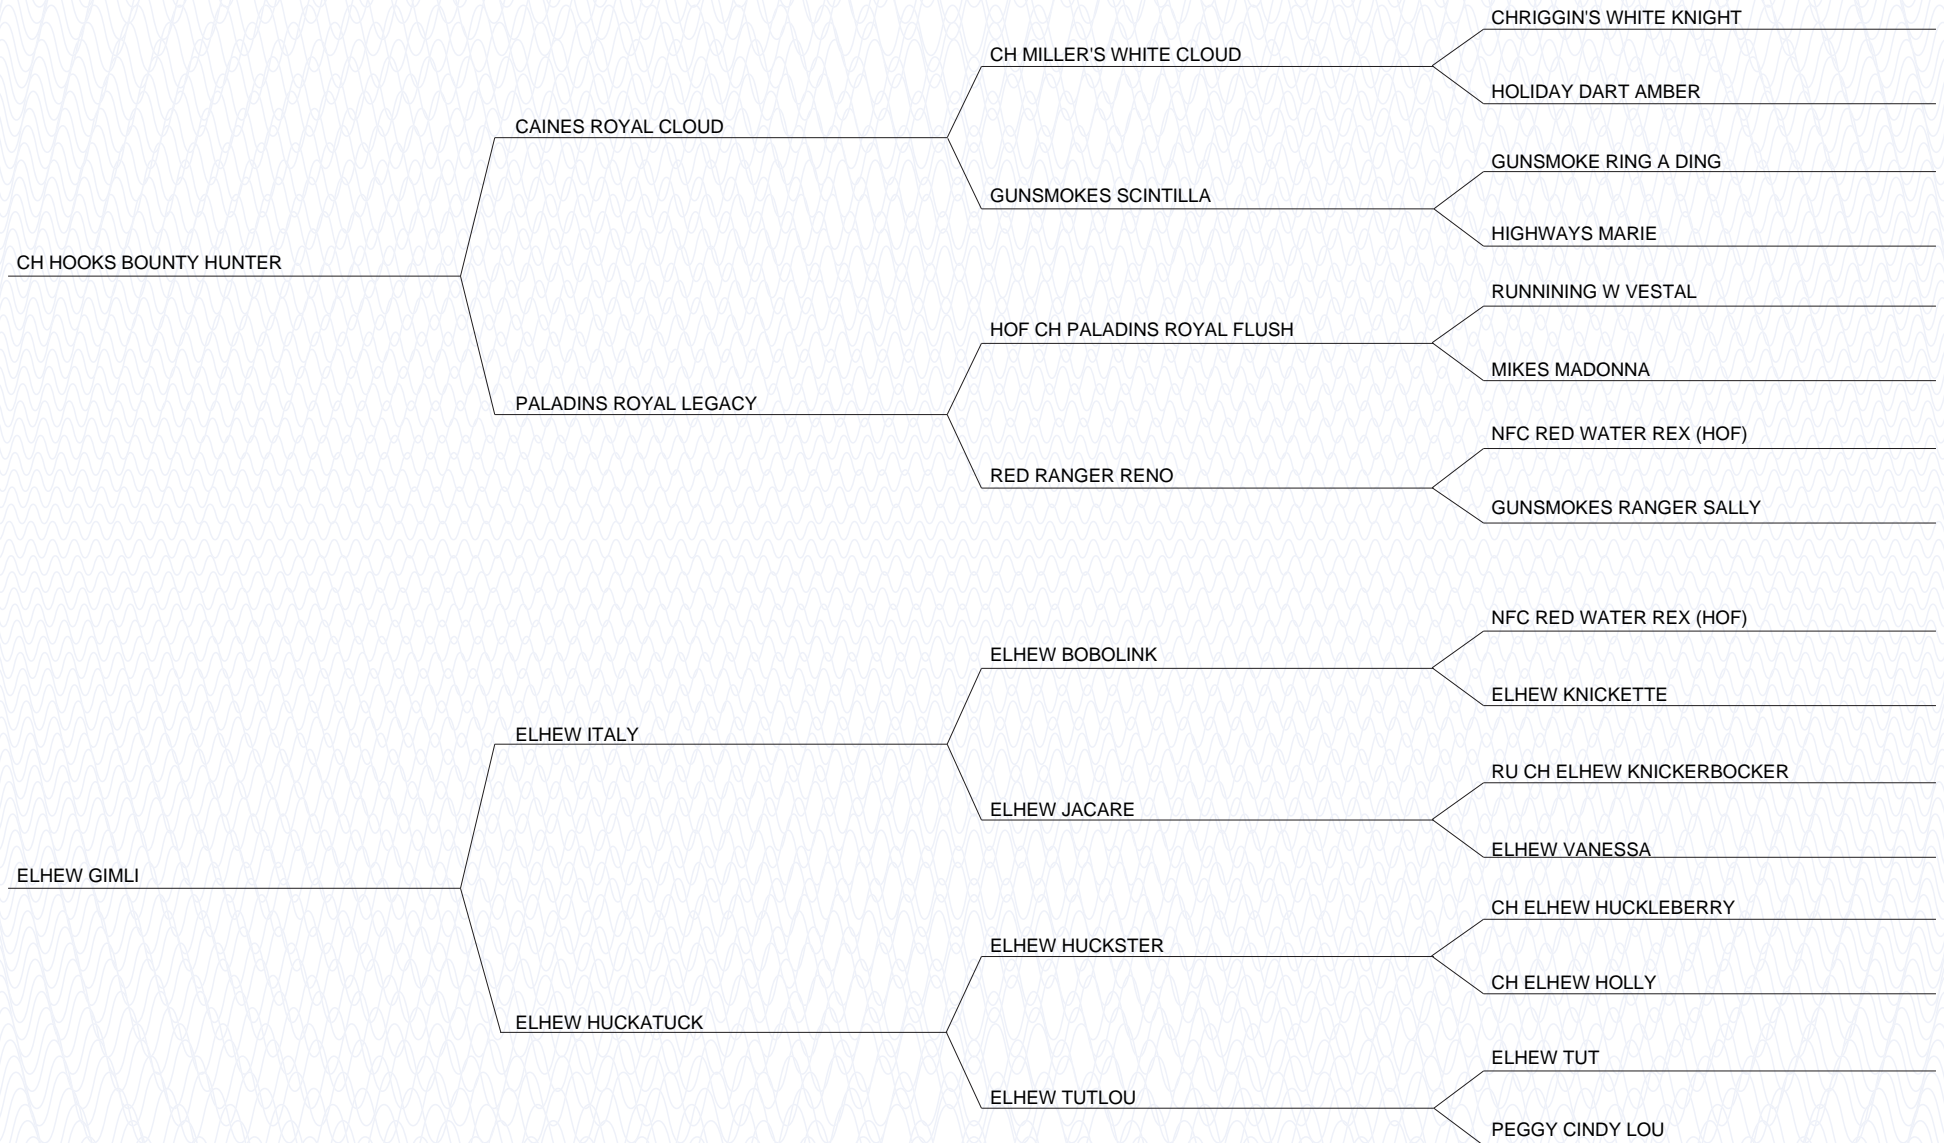 CHRIGGIN'S WHITE KNIGHT
CH MILLER'S WHITE CLOUD
HOLIDAY DART AMBER
CAINES ROYAL CLOUD
GUNSMOKE RING A DING
GUNSMOKES SCINTILLA
HIGHWAYS MARIE
CH HOOKS BOUNTY HUNTER
RUNNINING W VESTAL
HOF CH PALADINS ROYAL FLUSH
MIKES MADONNA
PALADINS ROYAL LEGACY
NFC RED WATER REX (HOF)
RED RANGER RENO
GUNSMOKES RANGER SALLY
NFC RED WATER REX (HOF)
ELHEW BOBOLINK
ELHEW KNICKETTE
ELHEW ITALY
RU CH ELHEW KNICKERBOCKER
ELHEW JACARE
ELHEW VANESSA
ELHEW GIMLI
CH ELHEW HUCKLEBERRY
ELHEW HUCKSTER
CH ELHEW HOLLY
ELHEW HUCKATUCK
ELHEW TUT
ELHEW TUTLOU
PEGGY CINDY LOU